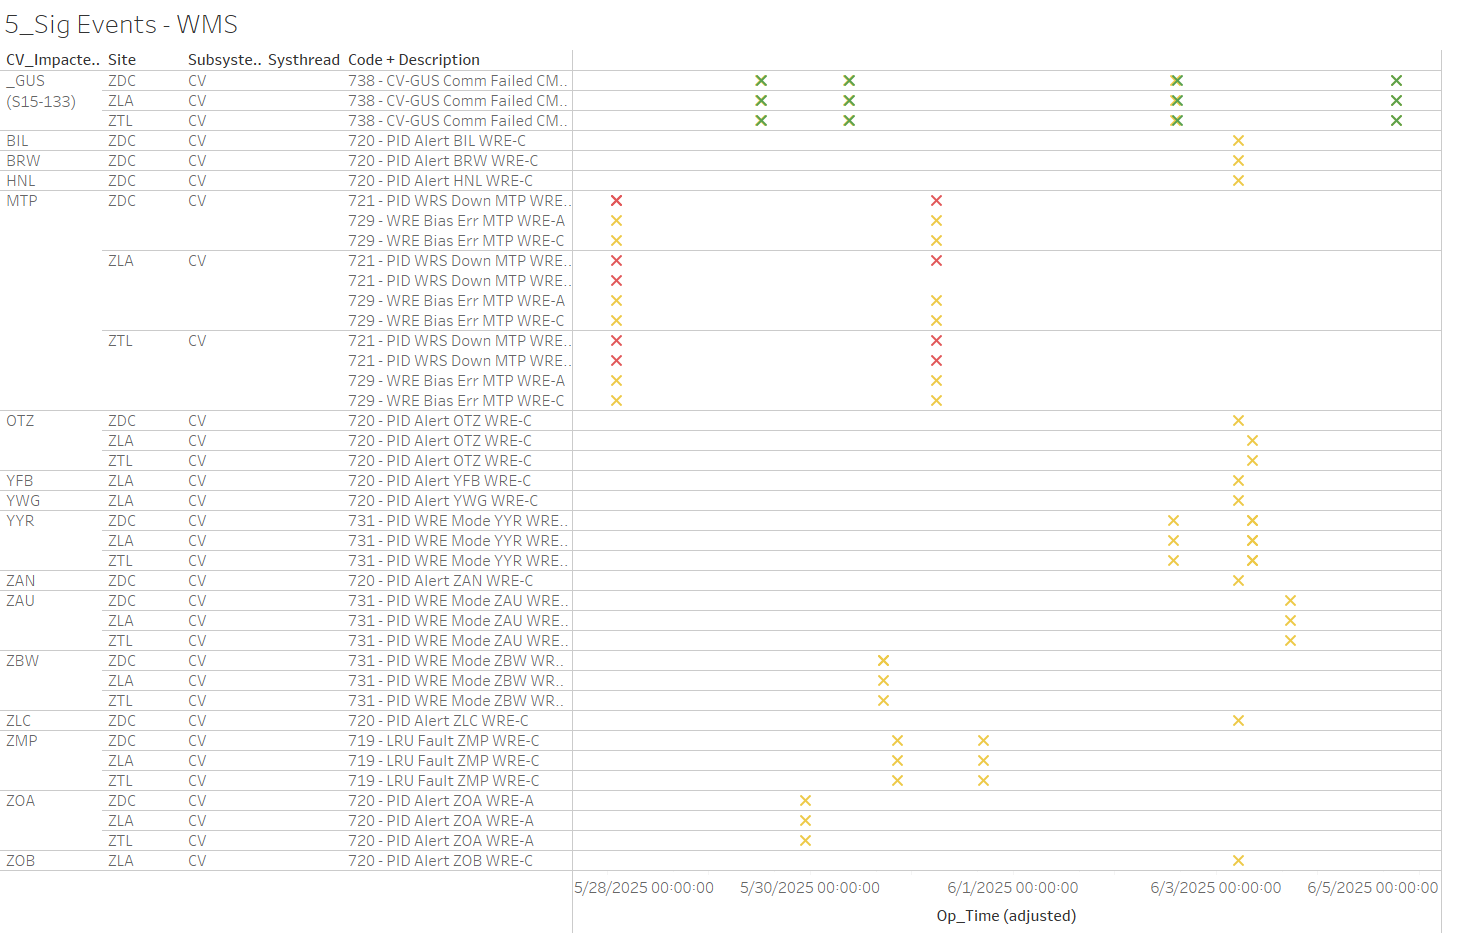 5_Sig Events - WMS
CV_Impacte.. Site Subsyste.. Systhread Code + Description
_GUS (S15-133) ZDC CV 738 - CV-GUS Comm Failed CM..
ZLA CV 738 - CV-GUS Comm Failed CM..
ZTL CV 738 - CV-GUS Comm Failed CM..
BIL ZDC CV 720 - PID Alert BIL WRE-C
BRW ZDC CV 720 - PID Alert BRW WRE-C
HNL ZDC CV 720 - PID Alert HNL WRE-C
MTP ZDC CV 721 - PID WRS Down MTP WRE..
729 - WRE Bias Err MTP WRE-A
729 - WRE Bias Err MTP WRE-C
ZLA CV 721 - PID WRS Down MTP WRE..
721 - PID WRS Down MTP WRE..
729 - WRE Bias Err MTP WRE-A
729 - WRE Bias Err MTP WRE-C
ZTL CV 721 - PID WRS Down MTP WRE..
721 - PID WRS Down MTP WRE..
729 - WRE Bias Err MTP WRE-A
729 - WRE Bias Err MTP WRE-C
OTZ ZDC CV 720 - PID Alert OTZ WRE-C
ZLA CV 720 - PID Alert OTZ WRE-C
ZTL CV 720 - PID Alert OTZ WRE-C
YFB ZLA CV 720 - PID Alert YFB WRE-C
YWG ZLA CV 720 - PID Alert YWG WRE-C
YYR ZDC CV 731 - PID WRE Mode YYR WRE..
ZLA CV 731 - PID WRE Mode YYR WRE..
ZTL CV 731 - PID WRE Mode YYR WRE..
ZAN ZDC CV 720 - PID Alert ZAN WRE-C
ZAU ZDC CV 731 - PID WRE Mode ZAU WRE..
ZLA CV 731 - PID WRE Mode ZAU WRE..
ZTL CV 731 - PID WRE Mode ZAU WRE..
ZBW ZDC CV 731 - PID WRE Mode ZBW WR..
ZLA CV 731 - PID WRE Mode ZBW WR..
ZTL CV 731 - PID WRE Mode ZBW WR..
ZLC ZDC CV 720 - PID Alert ZLC WRE-C
ZMP ZDC CV 719 - LRU Fault ZMP WRE-C
ZLA CV 719 - LRU Fault ZMP WRE-C
ZTL CV 719 - LRU Fault ZMP WRE-C
ZOA ZDC CV 720 - PID Alert ZOA WRE-A
ZLA CV 720 - PID Alert ZOA WRE-A
ZTL CV 720 - PID Alert ZOA WRE-A
ZOB ZLA CV 720 - PID Alert ZOB WRE-C
5/28/2025 00:00:00 5/30/2025 00:00:00 6/1/2025 00:00:00 6/3/2025 00:00:00 6/5/2025 00:00:00
Op_Time (adjusted)